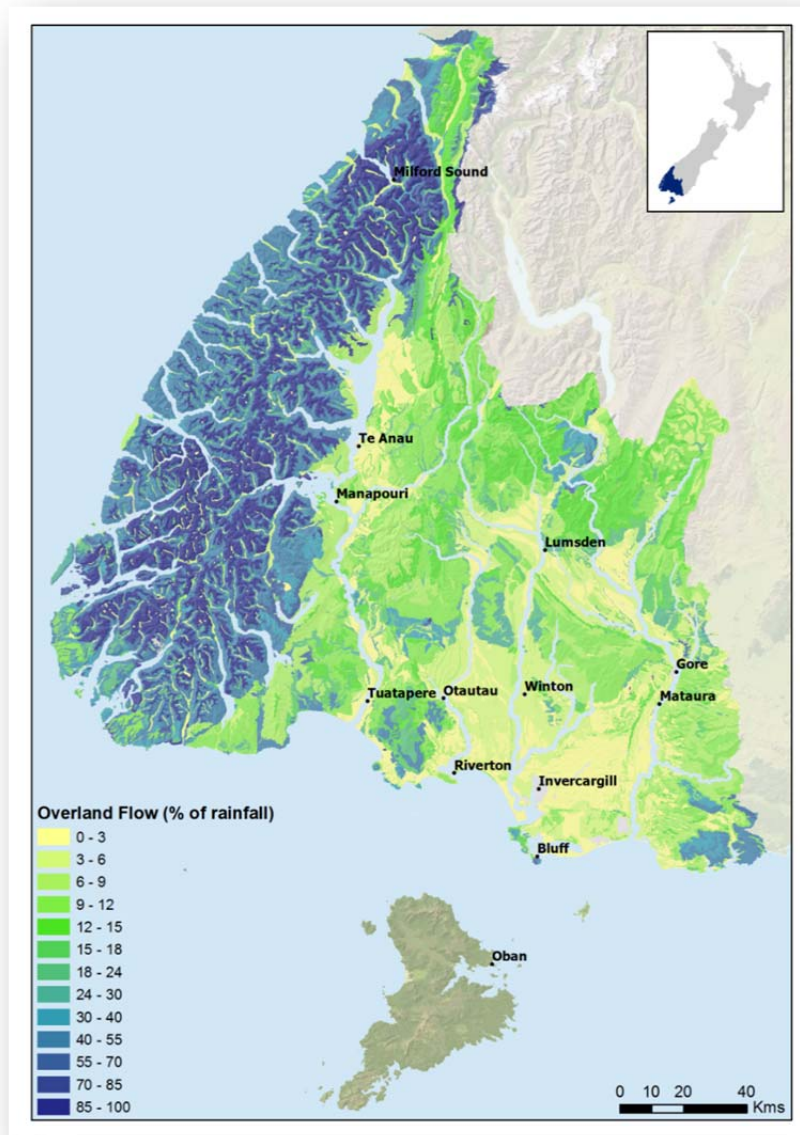 Milford Sound
Te Anau
Manapouri
Lumsden
Gore
Tuatapere
Otautau
Winton
Mataura
Riverton
Invercargill
Bluff
Oban
Overland Flow (% of rainfall)
0 - 3
3 - 6
6 - 9
9 - 12
12 - 15
15 - 18
18 - 24
24 - 30
30 - 40
40 - 55
55 - 70
70 - 85
85 - 100
0 10 20 40
Kms